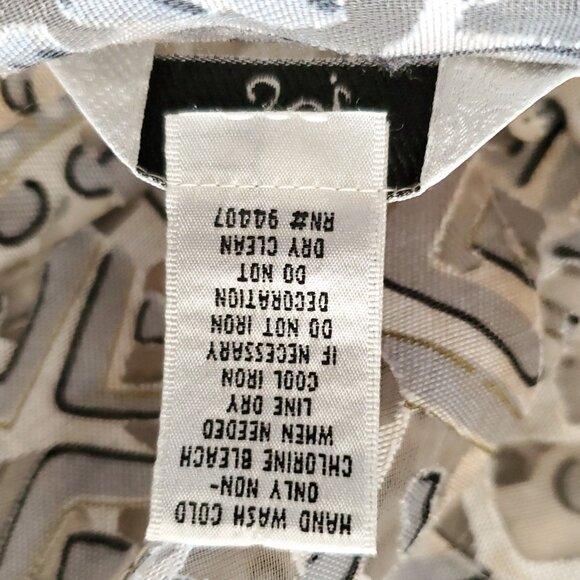 HAND WASH COLD
ONLY NON-
CHLORINE BLEACH
WHEN NEEDED
LINE DRY
COOL IRON
IF NECESSARY
DO NOT IRON
DECORATION
DO NOT
DRY CLEAN
RN# 94407